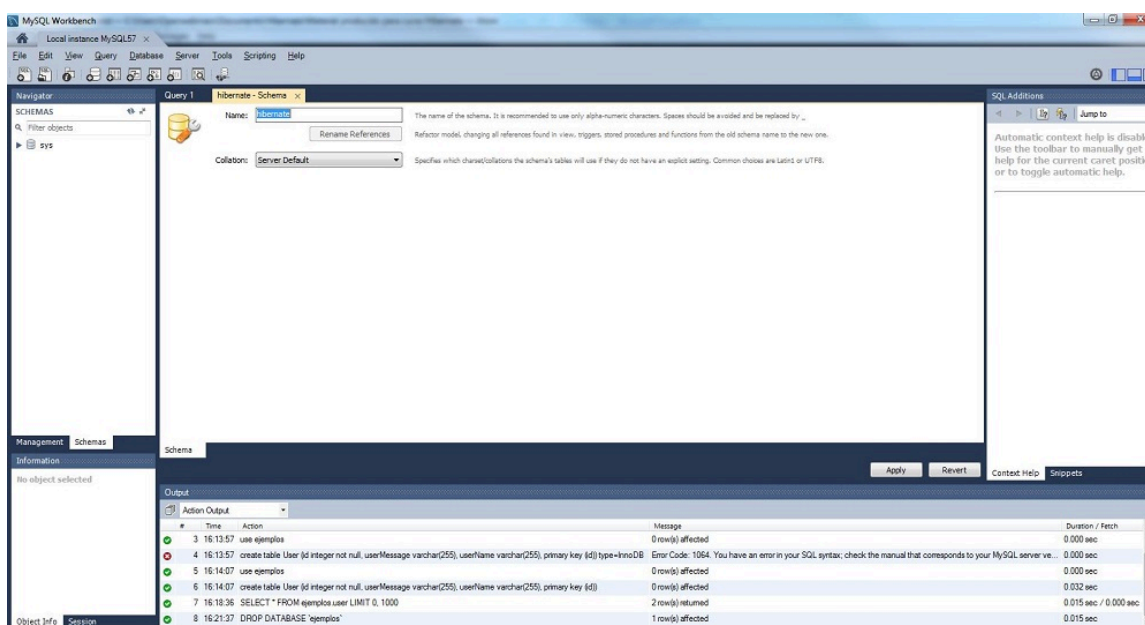 MySQL Workbench
Local instance MySQL57
File Edit View Query Database Server Tools Scripting Help
Navigator
SCHEMAS
Filter objects
sys
Management Schemas
Information
No object selected
Object Info Session
Query 1 hibernate - Schema
Name: hibernate
The name of the schema. It is recommended to use only alpha-numeric characters. Spaces should be avoided and be replaced by _
Rename References
Refactor model, changing all references found in view, triggers, stored procedures and functions from the old schema name to the new one.
Collation: Server Default
Specifies which charset/collations the schema's tables will use if they do not have an explicit setting. Common choices are Latin1 or UTF8.
Schema
Apply Revert
SQL Additions
Jump to
Automatic context help is disabl
Use the toolbar to manually get
help for the current caret positi
or to toggle automatic help.
Context Help Snippets
Output
Action Output
# Time Action Message Duration / Fetch
3 16:13:57 use ejemplos 0 row(s) affected 0.000 sec
4 16:13:57 create table User (id integer not null, userMessage varchar(255), userName varchar(255), primary key (id)) type=InnoDB Error Code: 1064. You have an error in your SQL syntax; check the manual that corresponds to your MySQL server ve... 0.000 sec
5 16:14:07 use ejemplos 0 row(s) affected 0.000 sec
6 16:14:07 create table User (id integer not null, userMessage varchar(255), userName varchar(255), primary key (id)) 0 row(s) affected 0.032 sec
7 16:18:36 SELECT * FROM ejemplos.user LIMIT 0, 1000 2 row(s) returned 0.015 sec / 0.000 sec
8 16:21:37 DROP DATABASE `ejemplos` 1 row(s) affected 0.015 sec